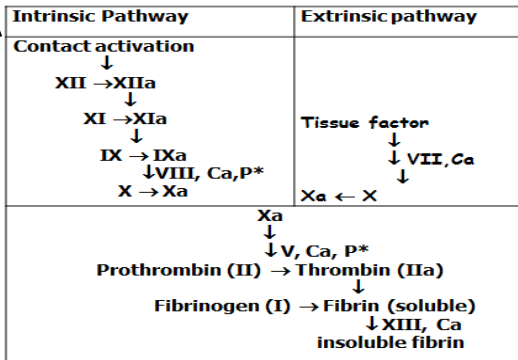 Intrinsic Pathway
Contact activation
↓
XII →XIIa
↓
XI →XIa
↓
IX → IXa
↓VIII, Ca,P*
X → Xa
Extrinsic pathway
Tissue factor
↓
↓ VII,Ca
↓
Xa ← X
Xa
↓
↓ V, Ca, P*
Prothrombin (II) → Thrombin (IIa)
↓
Fibrinogen (I) → Fibrin (soluble)
↓ XIII, Ca
insoluble fibrin